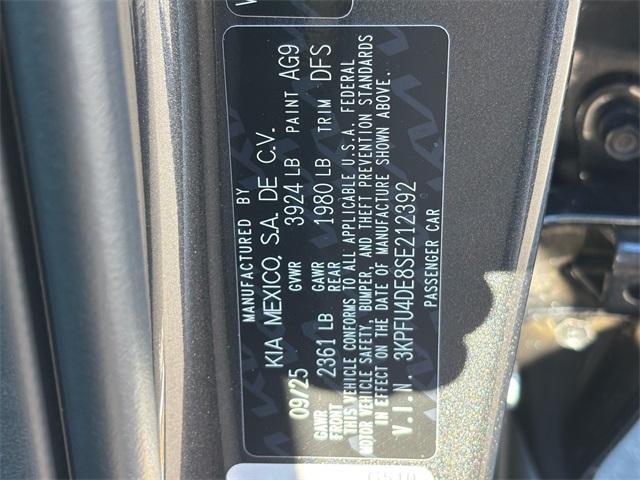 MANUFACTURED BY
KIA MEXICO, S.A. DE C.V.
09/25 GVWR 3924 LB PAINT AG9
GAWR FRONT 2361 LB GAWR REAR 1980 LB TRIM DFS
THIS VEHICLE CONFORMS TO ALL APPLICABLE U.S.A. FEDERAL
MOTOR VEHICLE SAFETY, BUMPER, AND THEFT PREVENTION STANDARDS
IN EFFECT ON THE DATE OF MANUFACTURE SHOWN ABOVE.
V.I.N. 3KPFU4DE8SE212392
PASSENGER CAR